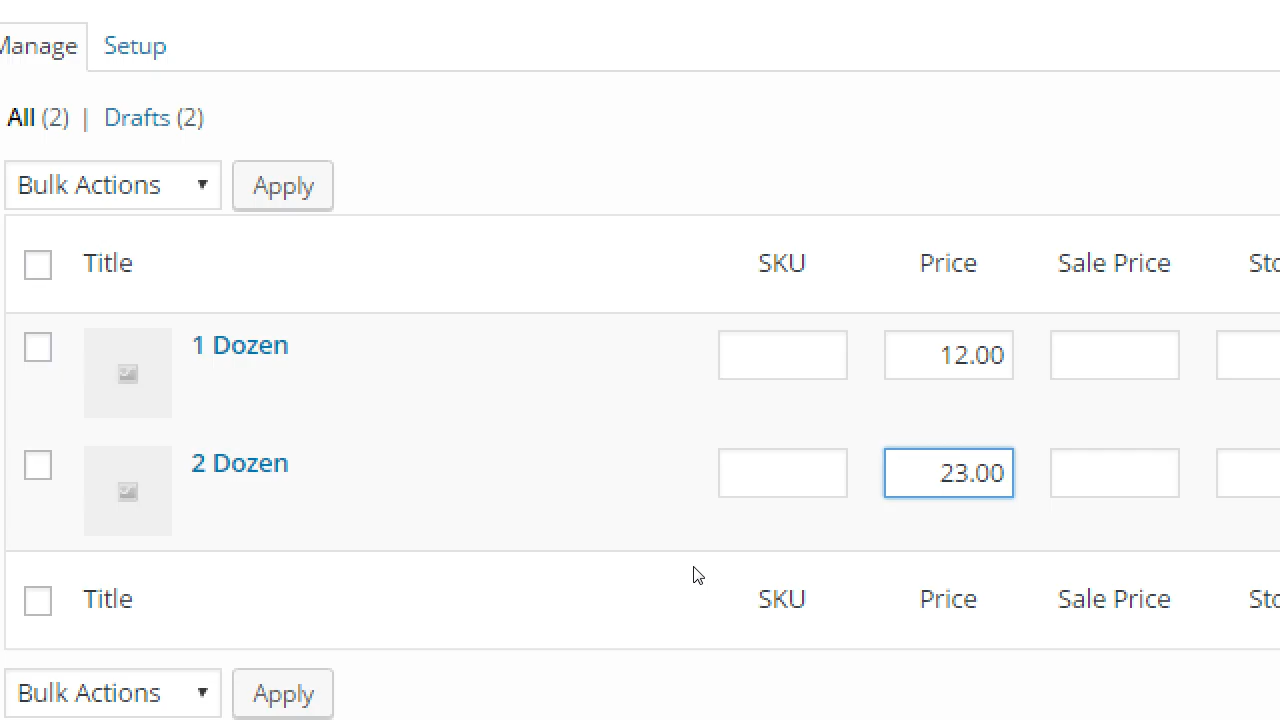 Manage Setup
All (2) | Drafts (2)
Bulk Actions Apply
Title SKU Price Sale Price
1 Dozen 12.00
2 Dozen 23.00
Title SKU Price Sale Price
Bulk Actions Apply